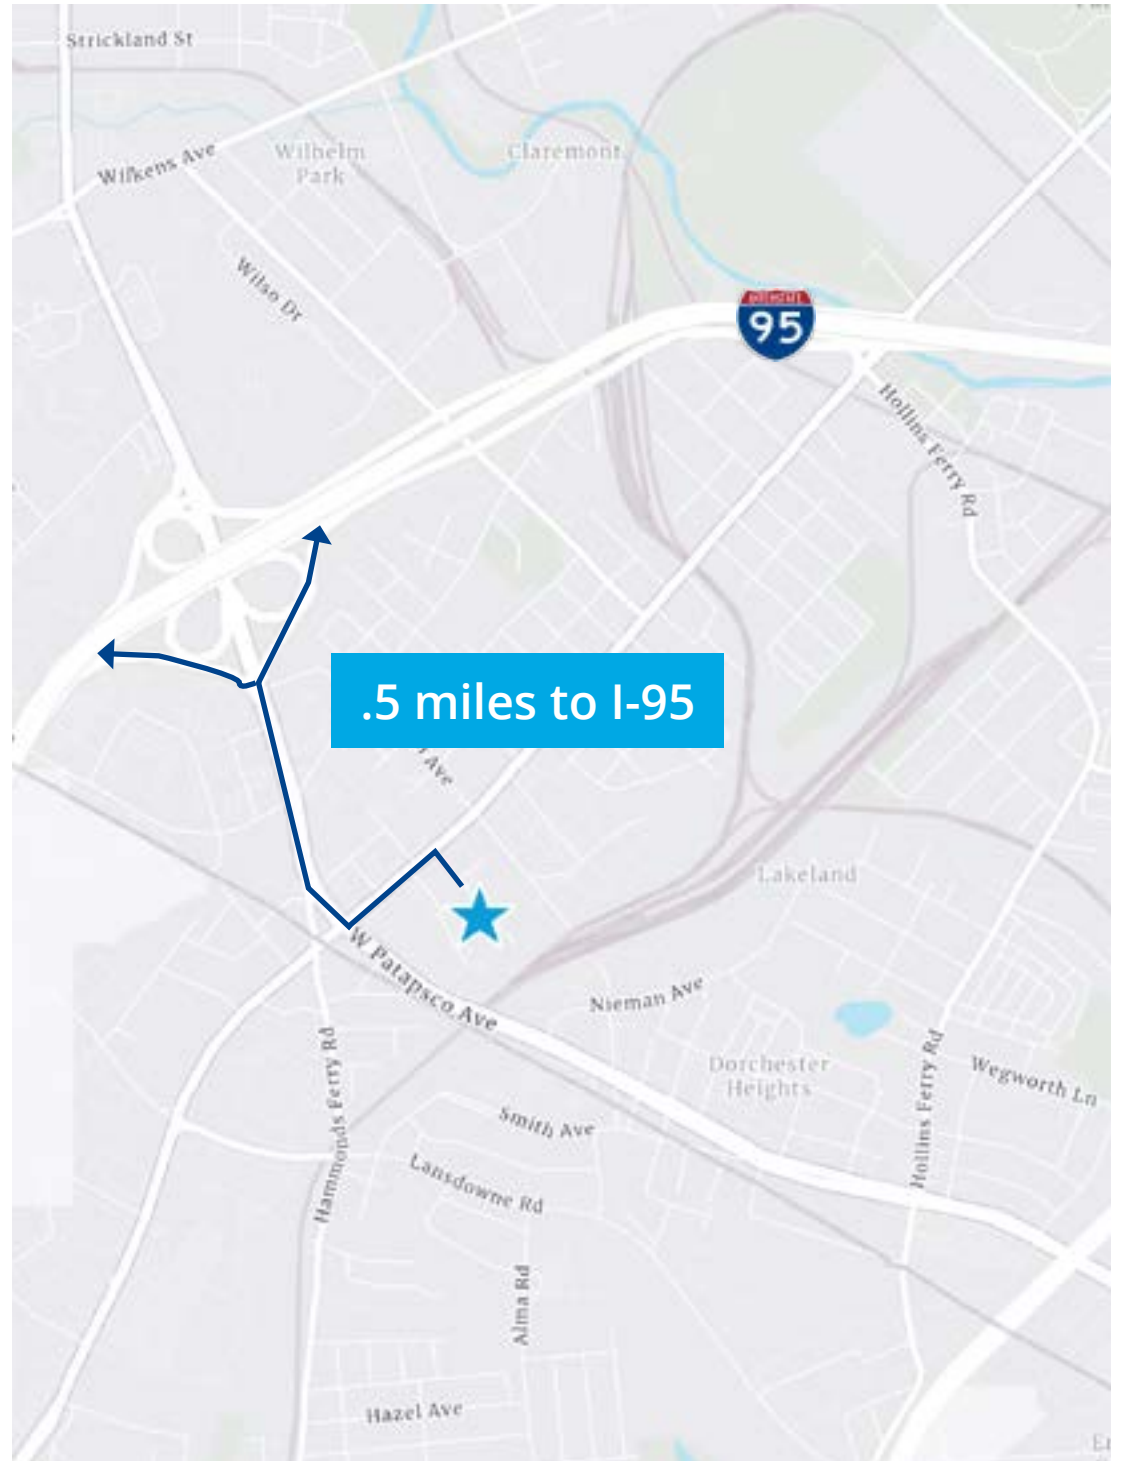 Strickland St
Wilkens Ave
Wilhelm
Park
Claremont
Wilso Dr
INTERSTATE
95
Hollins Ferry Rd
.5 miles to I-95
Ave
Lakeland
W Patapsco Ave
Nieman Ave
Hammonds Ferry Rd
Dorchester
Heights
Hollins Ferry Rd
Wegworth Ln
Smith Ave
Lansdowne Rd
Alma Rd
Hazel Ave